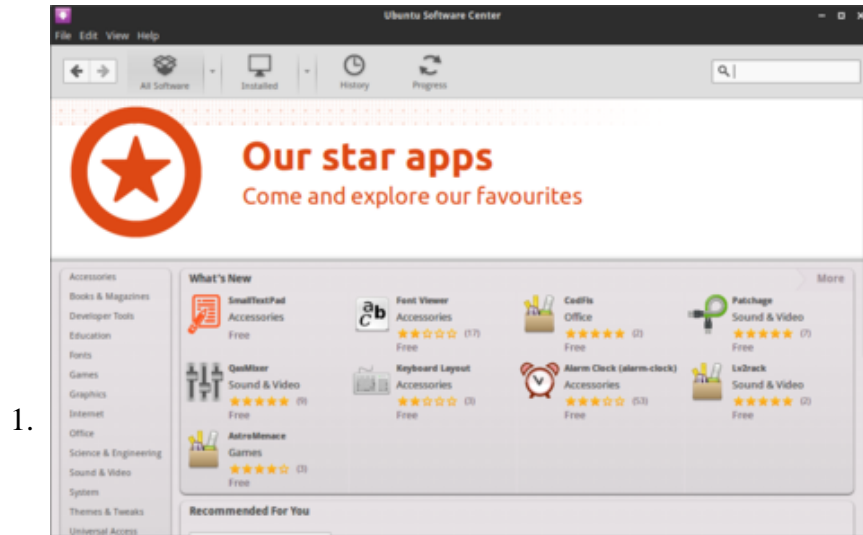 Ubuntu Software Center
File Edit View Help
All Software
Installed
History
Progress
Our star apps
Come and explore our favourites
Accessories
Books & Magazines
Developer Tools
Education
Fonts
Games
Graphics
Internet
Office
Science & Engineering
Sound & Video
System
Themes & Tweaks
Universal Access
What's New
More
SmallTextPad
Accessories
Free
Font Viewer
Accessories
(17)
Free
CedFis
Office
(2)
Free
Patchage
Sound & Video
(7)
Free
QasMixer
Sound & Video
(9)
Free
Keyboard Layout
Accessories
(3)
Free
Alarm Clock (alarm-clock)
Accessories
(53)
Free
Lv2rack
Sound & Video
(2)
Free
AstroMenace
Games
(3)
Free
Recommended For You
1.